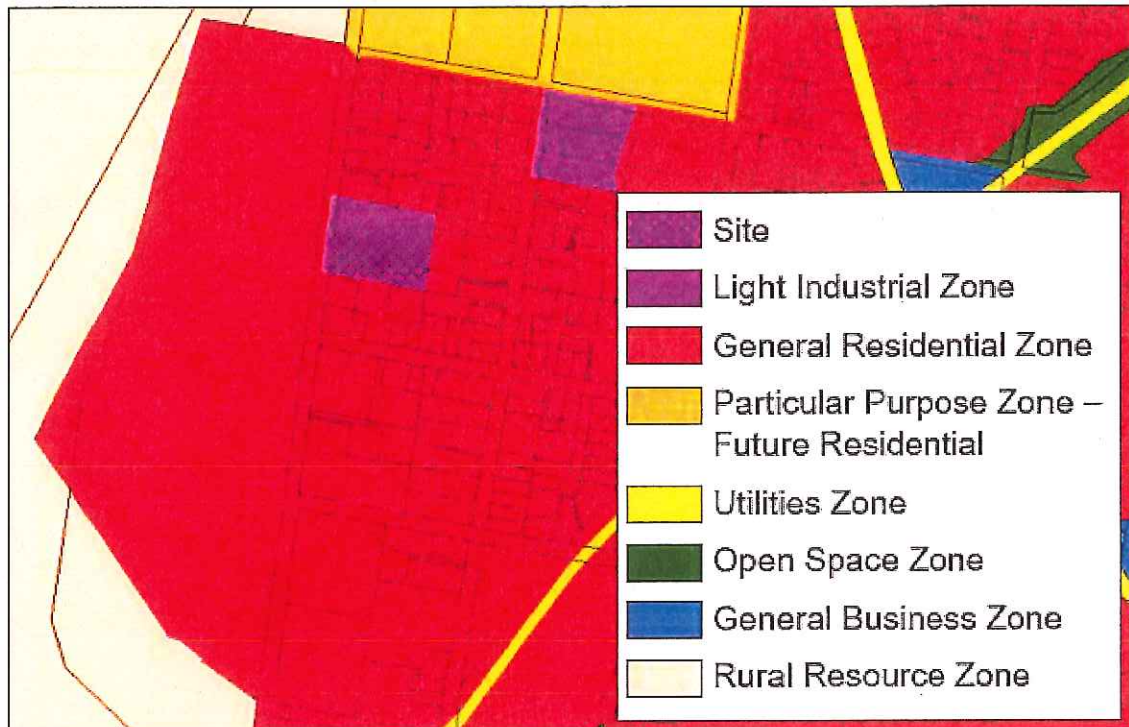 Site
Light Industrial Zone
General Residential Zone
Particular Purpose Zone –
Future Residential
Utilities Zone
Open Space Zone
General Business Zone
Rural Resource Zone